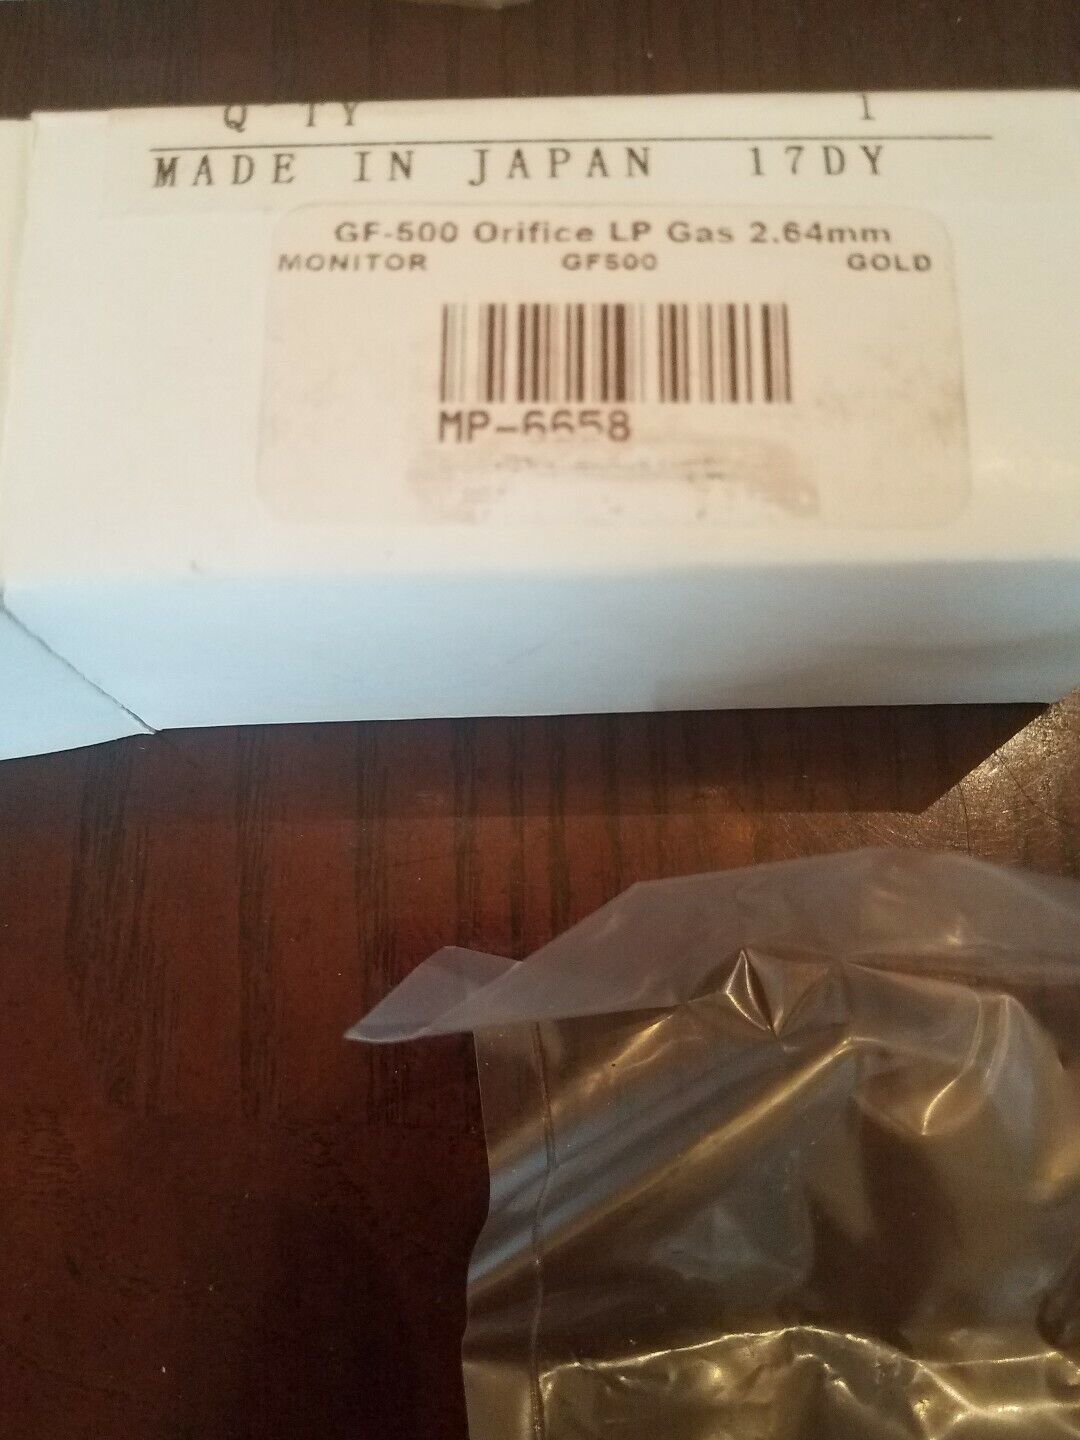 Q'TY 1
MADE IN JAPAN 17DY
GF-500 Orifice LP Gas 2.64mm
MONITOR GF500 GOLD
MP-6658